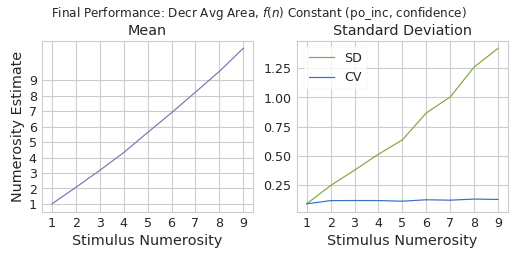 Final Performance: Decr Avg Area, f(n) Constant (po_inc, confidence)
Mean
Numerosity Estimate
9
8
7
6
5
4
3
2
1
1 2 3 4 5 6 7 8 9
Stimulus Numerosity
Standard Deviation
SD
CV
1.25
1.00
0.75
0.50
0.25
1 2 3 4 5 6 7 8 9
Stimulus Numerosity